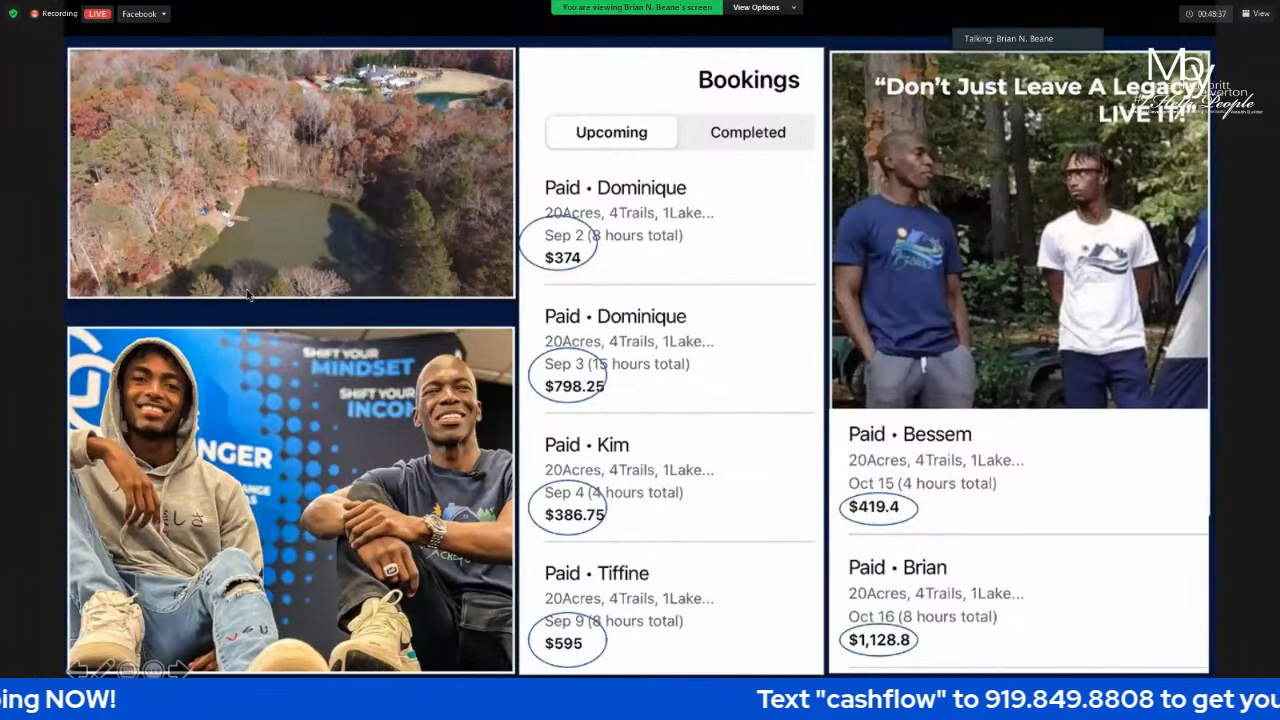 Recording
LIVE
Facebook
You are viewing Brian N. Beane's screen
View Options
00:48:37
View
Talking: Brian N. Beane
Bookings
Upcoming
Completed
Paid • Dominique
20Acres, 4Trails, 1Lake...
Sep 2 (8 hours total)
$374
Paid • Dominique
20Acres, 4Trails, 1Lake...
Sep 3 (15 hours total)
$798.25
Paid • Kim
20Acres, 4Trails, 1Lake...
Sep 4 (4 hours total)
$386.75
Paid • Tiffine
20Acres, 4Trails, 1Lake...
Sep 9 (8 hours total)
$595
“Don’t Just Leave A Legacy
LIVE IT!”
I Help People
Paid • Bessem
20Acres, 4Trails, 1Lake...
Oct 15 (4 hours total)
$419.4
Paid • Brian
20Acres, 4Trails, 1Lake...
Oct 16 (8 hours total)
$1,128.8
SHIFT YOUR
MINDSET
SHIFT YOUR
INCO
NGER
ing NOW!
Text "cashflow" to 919.849.8808 to get you